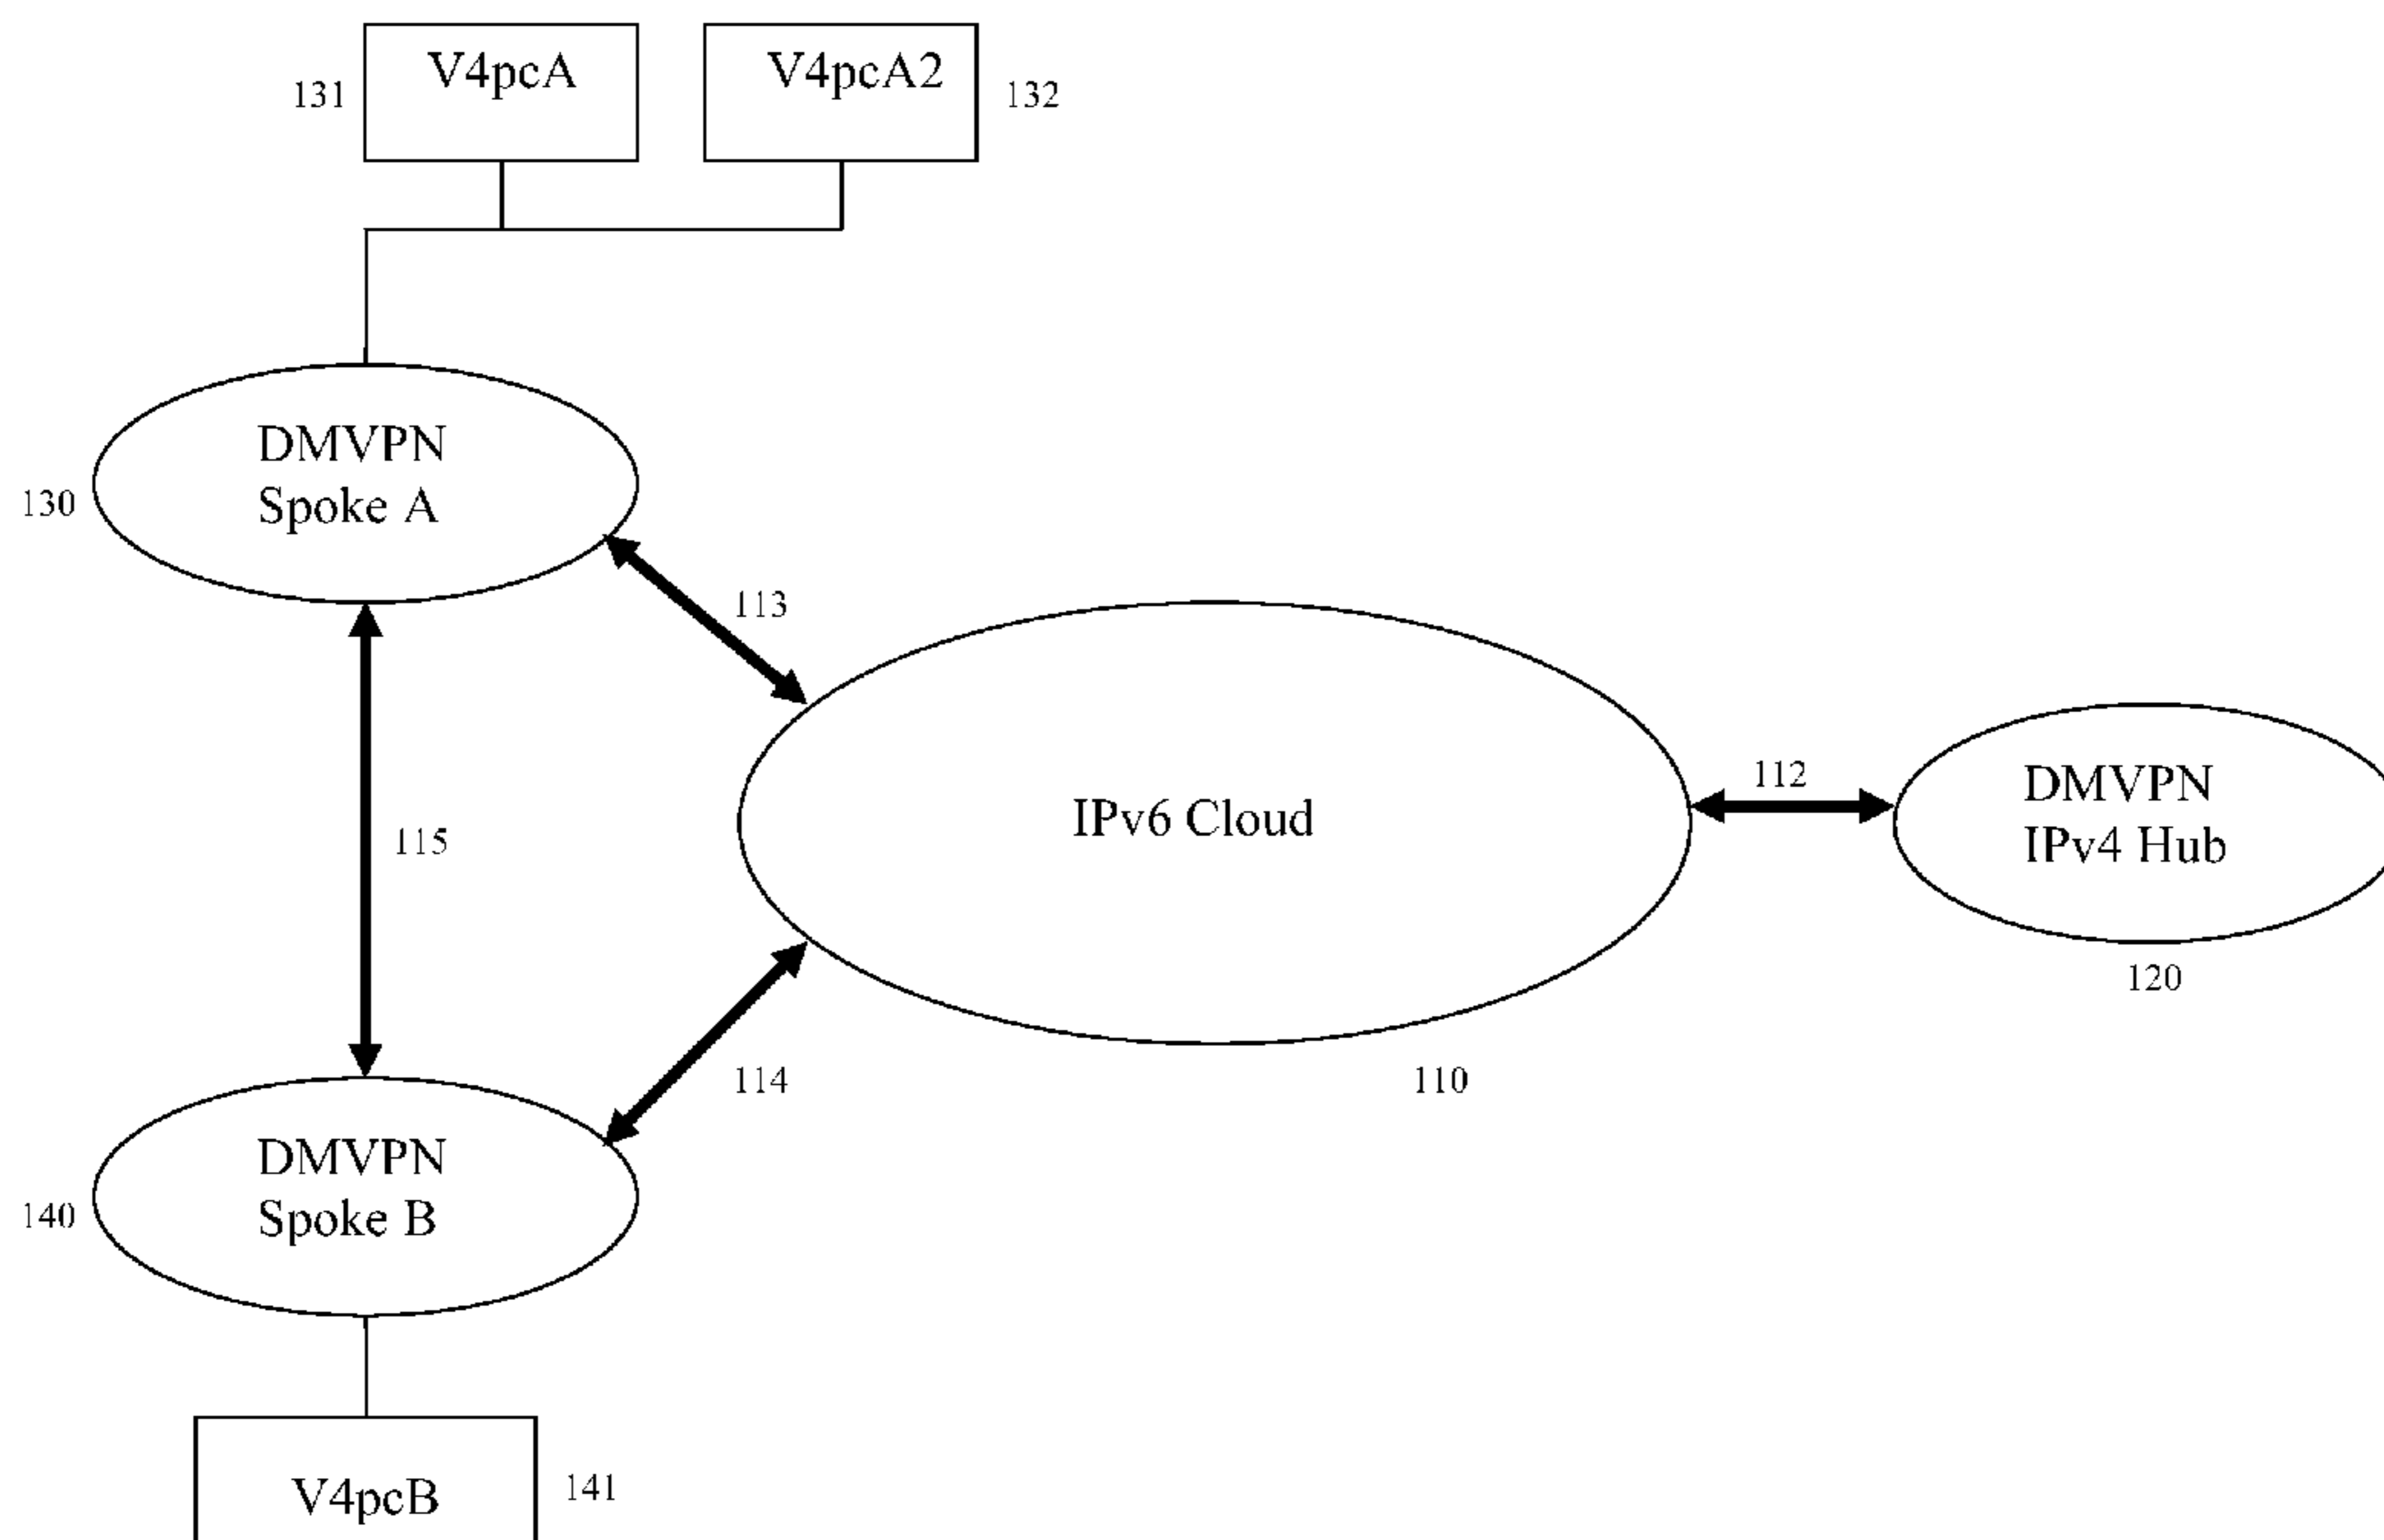 V4pcA
V4pcA2
131
132
DMVPN
Spoke A
130
113
115
IPv6 Cloud
112
DMVPN
IPv4 Hub
120
114
110
DMVPN
Spoke B
140
V4pcB
141